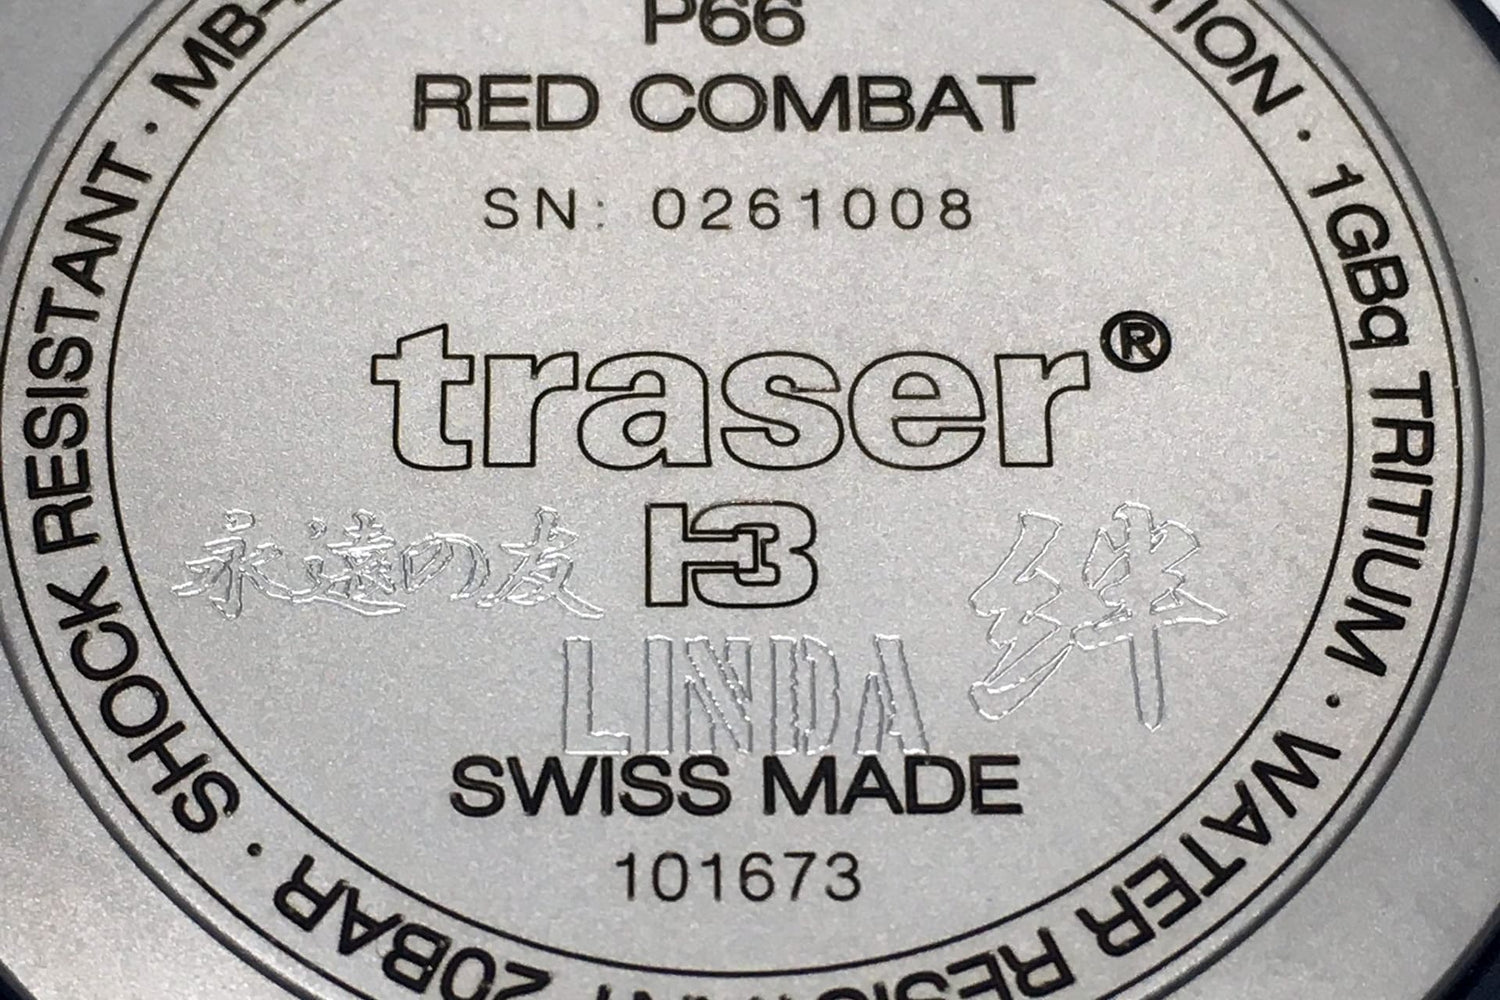 P66
RED COMBAT
SN: 0261008
traser®
H3
永遠の友
絆
LINDA
SWISS MADE
101673
SHOCK RESISTANT · MB-
· 1GBq TRITIUM · WATER RESISTANT 20BAR ·